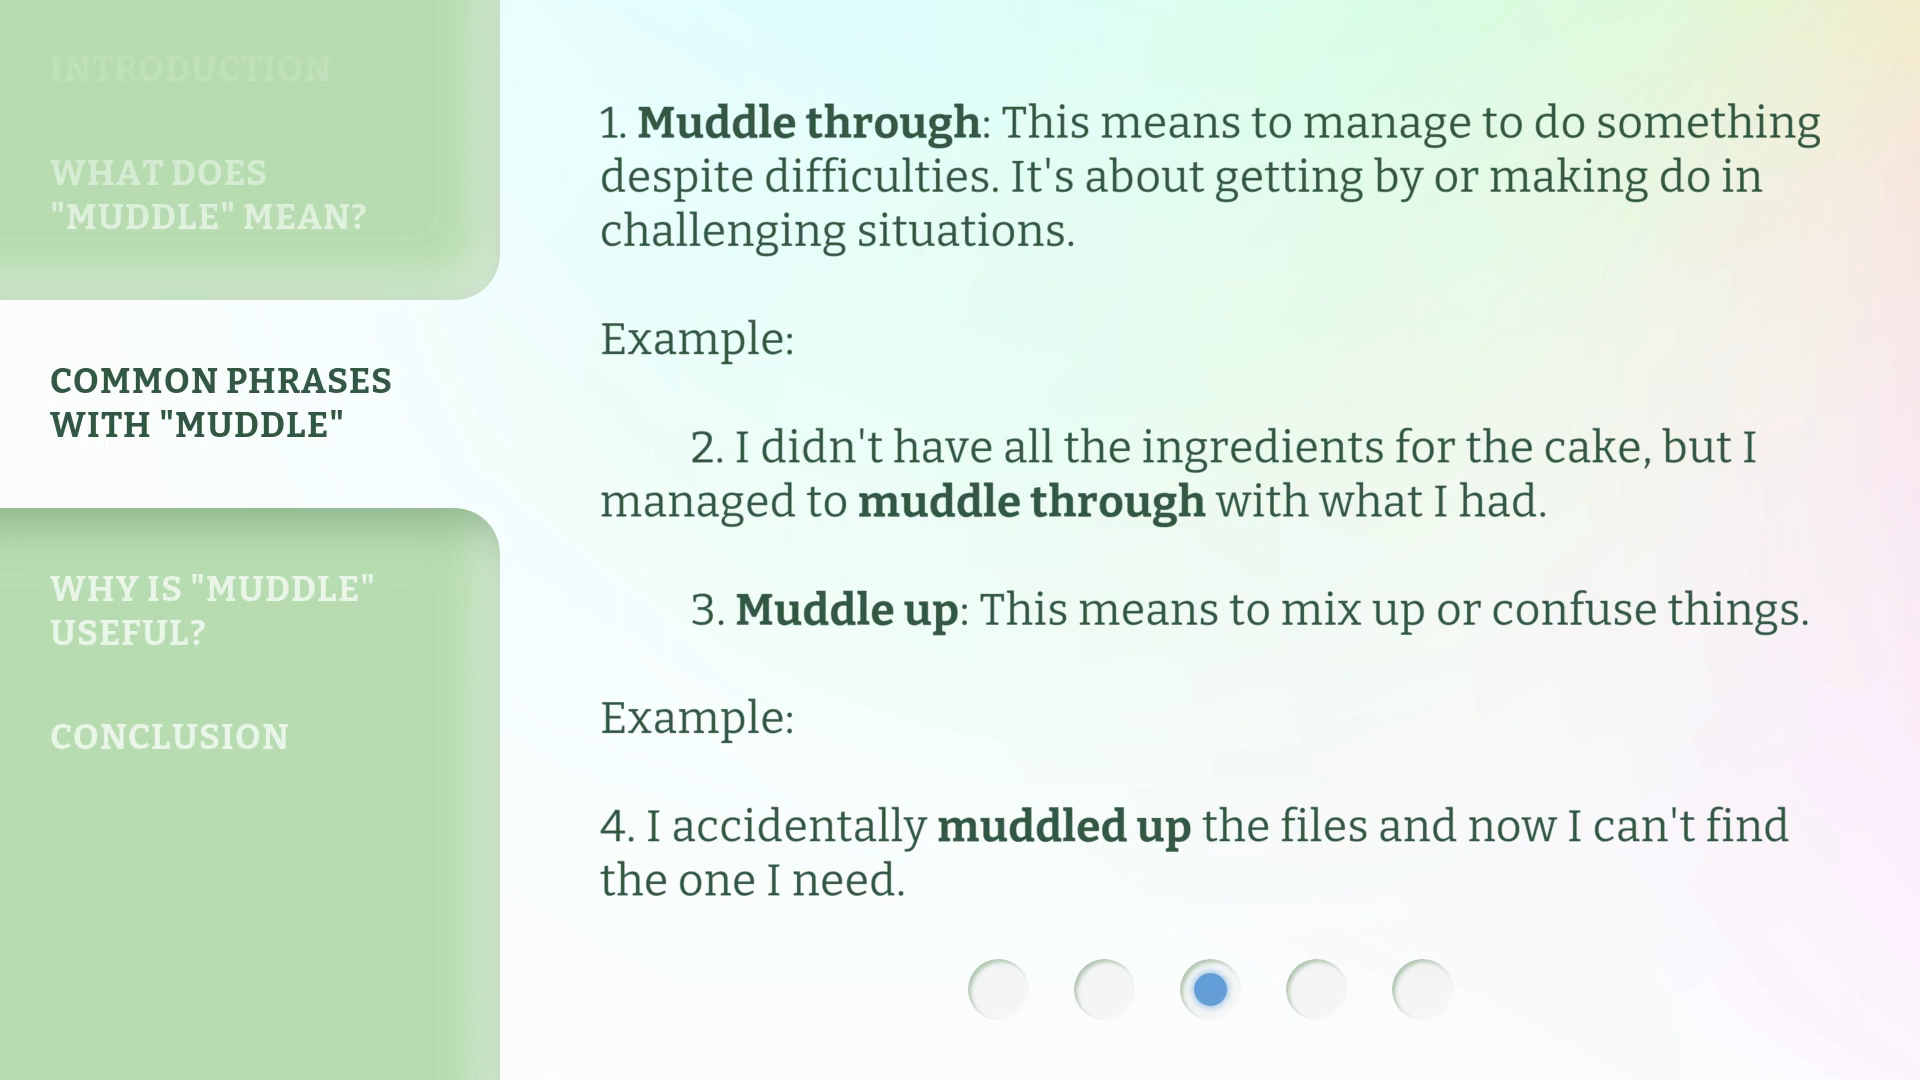 INTRODUCTION
WHAT DOES
"MUDDLE" MEAN?
COMMON PHRASES
WITH "MUDDLE"
WHY IS "MUDDLE"
USEFUL?
CONCLUSION
1. Muddle through: This means to manage to do something
despite difficulties. It's about getting by or making do in
challenging situations.
Example:
2. I didn't have all the ingredients for the cake, but I
managed to muddle through with what I had.
3. Muddle up: This means to mix up or confuse things.
Example:
4. I accidentally muddled up the files and now I can't find
the one I need.